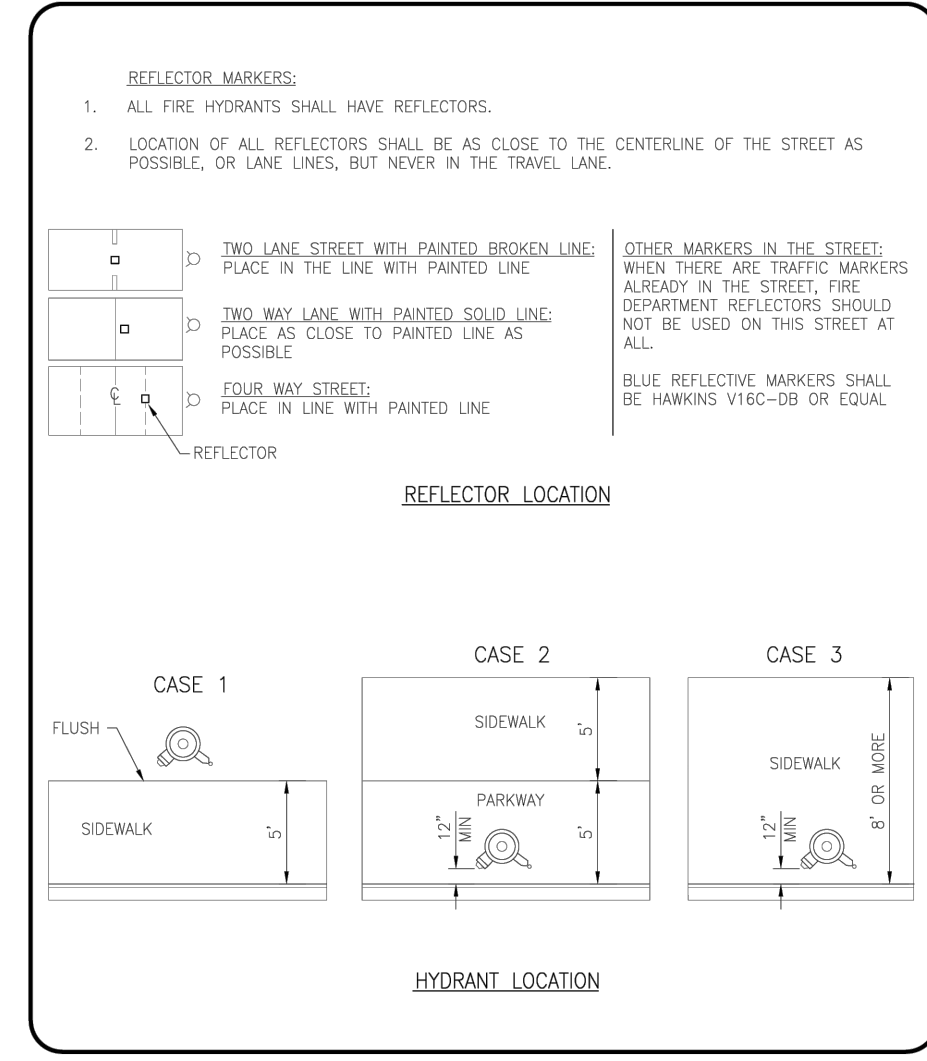 REFLECTOR MARKERS:
1. ALL FIRE HYDRANTS SHALL HAVE REFLECTORS.
2. LOCATION OF ALL REFLECTORS SHALL BE AS CLOSE TO THE CENTERLINE OF THE STREET AS
POSSIBLE, OR LANE LINES, BUT NEVER IN THE TRAVEL LANE.
TWO LANE STREET WITH PAINTED BROKEN LINE:
PLACE IN THE LINE WITH PAINTED LINE
TWO WAY LANE WITH PAINTED SOLID LINE:
PLACE AS CLOSE TO PAINTED LINE AS
POSSIBLE
℄
FOUR WAY STREET:
PLACE IN LINE WITH PAINTED LINE
REFLECTOR
OTHER MARKERS IN THE STREET:
WHEN THERE ARE TRAFFIC MARKERS
ALREADY IN THE STREET, FIRE
DEPARTMENT REFLECTORS SHOULD
NOT BE USED ON THIS STREET AT
ALL.
BLUE REFLECTIVE MARKERS SHALL
BE HAWKINS V16C-DB OR EQUAL
REFLECTOR LOCATION
CASE 1
FLUSH
SIDEWALK
5'
CASE 2
SIDEWALK
5'
PARKWAY
12"
MIN
5'
CASE 3
SIDEWALK
12"
MIN
8' OR MORE
HYDRANT LOCATION